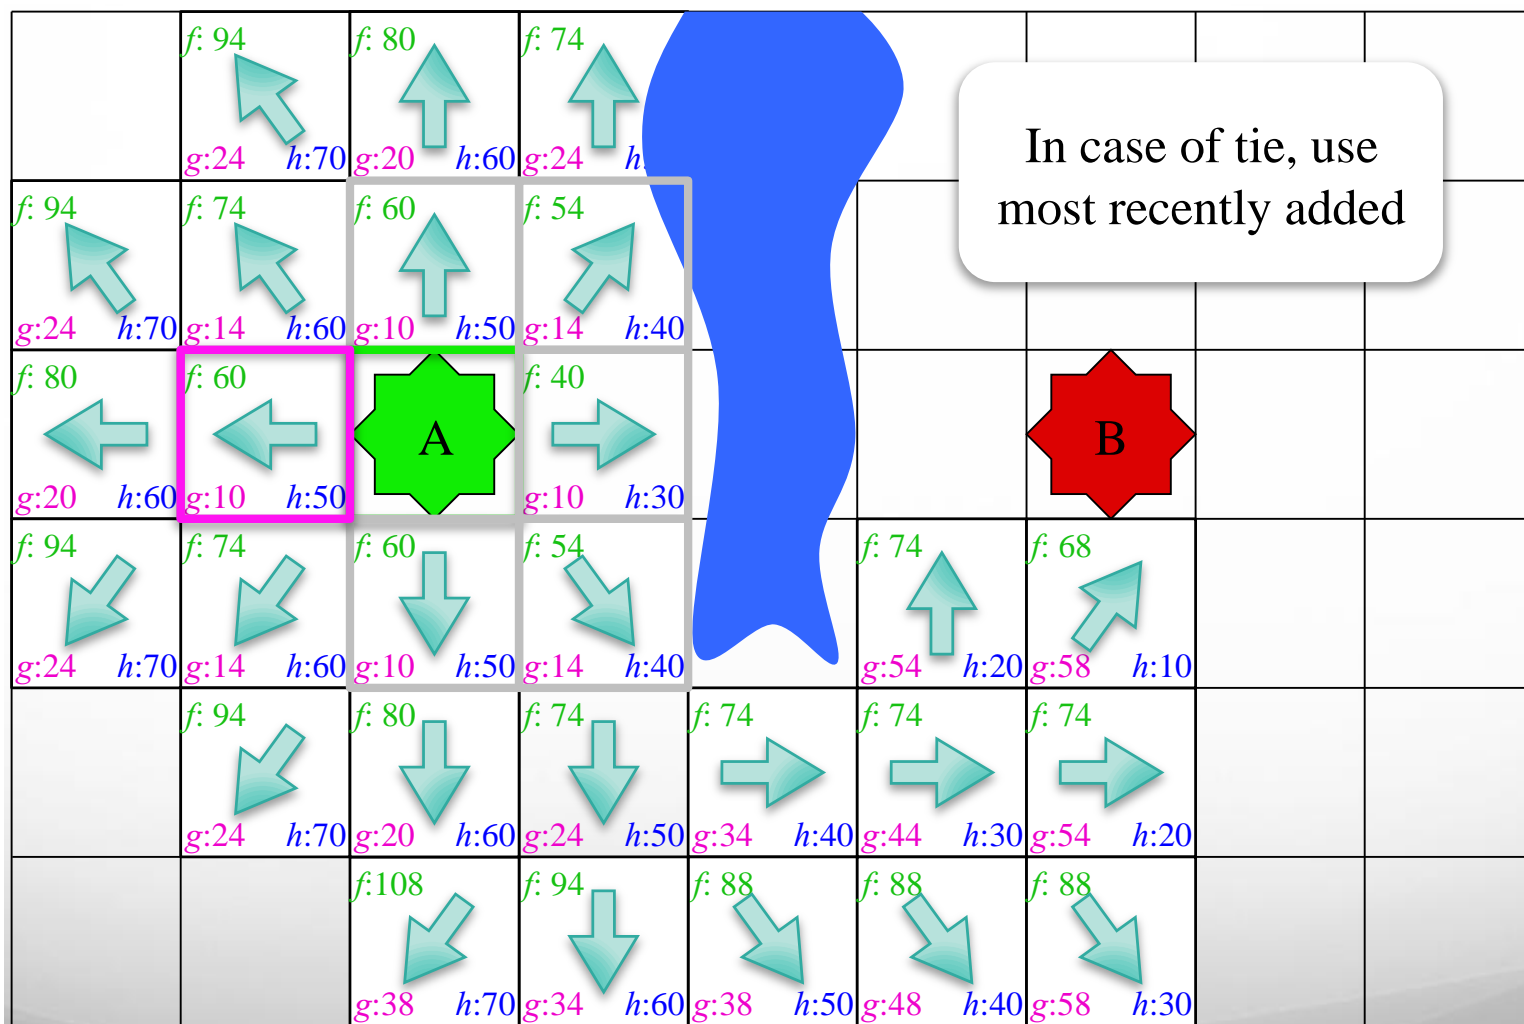 f: 94 f: 80 f: 74
g:24 h:70 g:20 h:60 g:24 h
In case of tie, use
most recently added
f: 94 f: 74 f: 60 f: 54
g:24 h:70 g:14 h:60 g:10 h:50 g:14 h:40
f: 80 f: 60 f: 40
A B
g:20 h:60 g:10 h:50 g:10 h:30
f: 94 f: 74 f: 60 f: 54 f: 74 f: 68
g:24 h:70 g:14 h:60 g:10 h:50 g:14 h:40 g:54 h:20 g:58 h:10
f: 94 f: 80 f: 74 f: 74 f: 74 f: 74
g:24 h:70 g:20 h:60 g:24 h:50 g:34 h:40 g:44 h:30 g:54 h:20
f:108 f: 94 f: 88 f: 88 f: 88
g:38 h:70 g:34 h:60 g:38 h:50 g:48 h:40 g:58 h:30